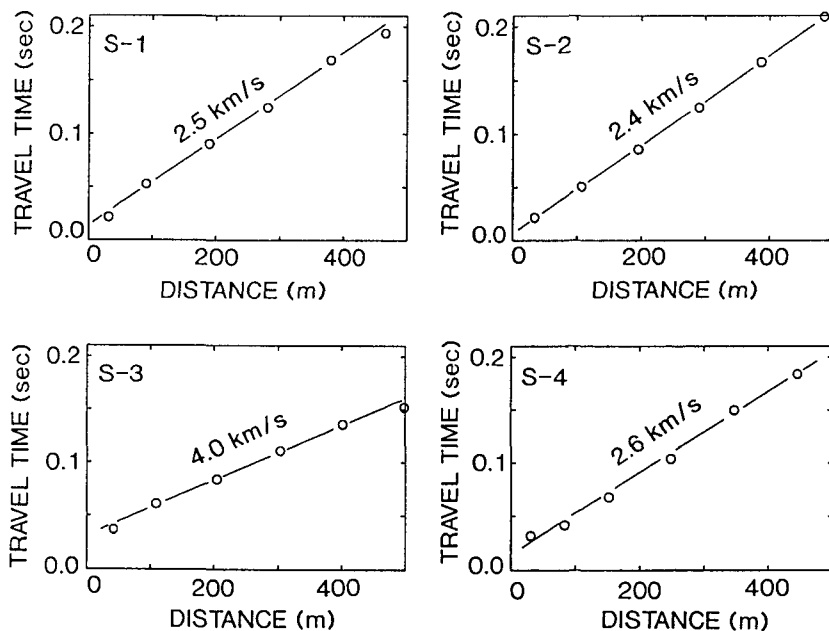 TRAVEL TIME (sec)
0.2
0.1
0.0
S-1
2.5 km/s
0 200 400
DISTANCE (m)
TRAVEL TIME (sec)
0.2
0.1
0.0
S-2
2.4 km/s
0 200 400
DISTANCE (m)
TRAVEL TIME (sec)
0.2
0.1
0.0
S-3
4.0 km/s
0 200 400
DISTANCE (m)
TRAVEL TIME (sec)
0.2
0.1
0.0
S-4
2.6 km/s
0 200 400
DISTANCE (m)